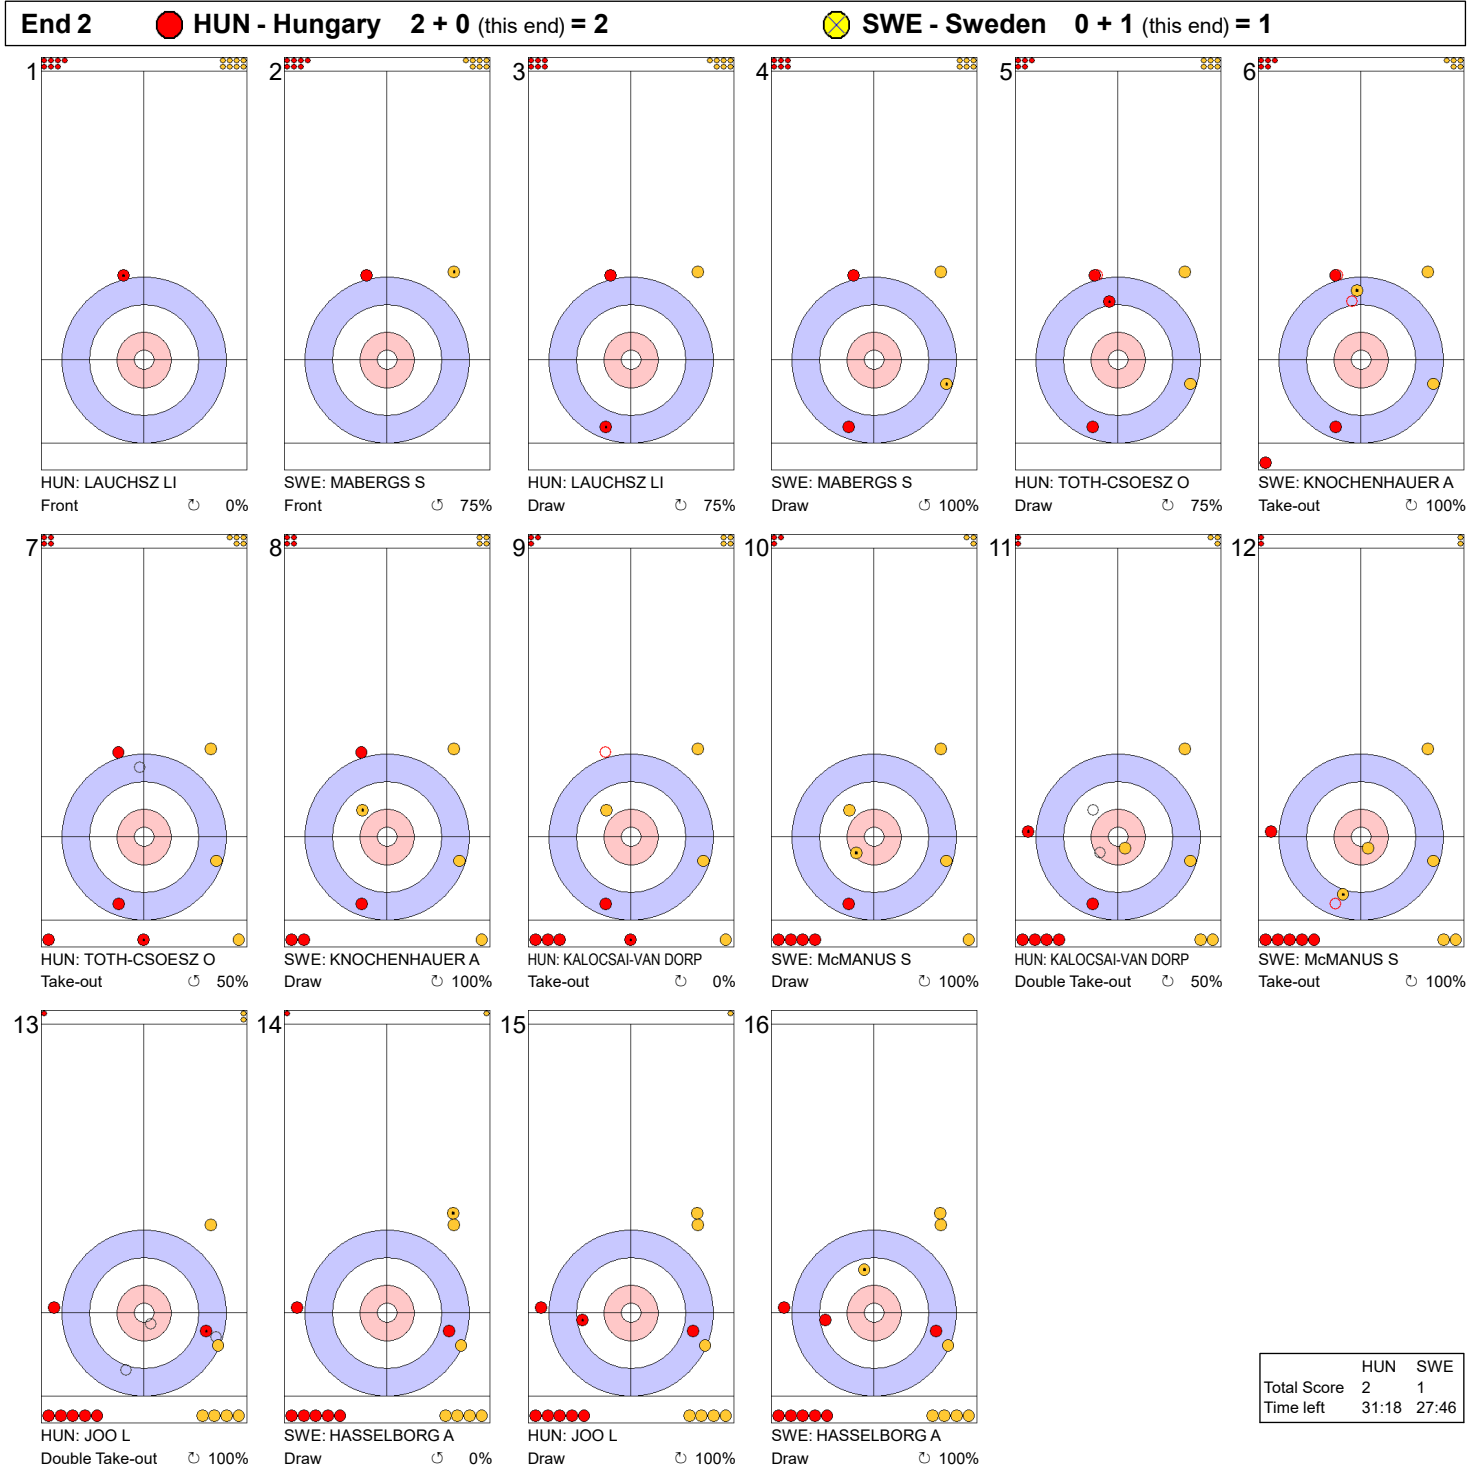 End 2 HUN - Hungary 2 + 0 (this end) = 2 SWE - Sweden 0 + 1 (this end) = 1
1 2 3 4 5 6
HUN: LAUCHSZ LI SWE: MABERGS S HUN: LAUCHSZ LI SWE: MABERGS S HUN: TOTH-CSOESZ O SWE: KNOCHENHAUER A
Front ↻ 0% Front ↺ 75% Draw ↻ 75% Draw ↺ 100% Draw ↻ 75% Take-out ↻ 100%
7 8 9 10 11 12
HUN: TOTH-CSOESZ O SWE: KNOCHENHAUER A HUN: KALOCSAI-VAN DORP SWE: McMANUS S HUN: KALOCSAI-VAN DORP SWE: McMANUS S
Take-out ↺ 50% Draw ↻ 100% Take-out ↻ 0% Draw ↻ 100% Double Take-out ↻ 50% Take-out ↻ 100%
13 14 15 16
HUN: JOO L SWE: HASSELBORG A HUN: JOO L SWE: HASSELBORG A
Double Take-out ↻ 100% Draw ↺ 0% Draw ↻ 100% Draw ↻ 100%
HUN SWE
Total Score 2 1
Time left 31:18 27:46